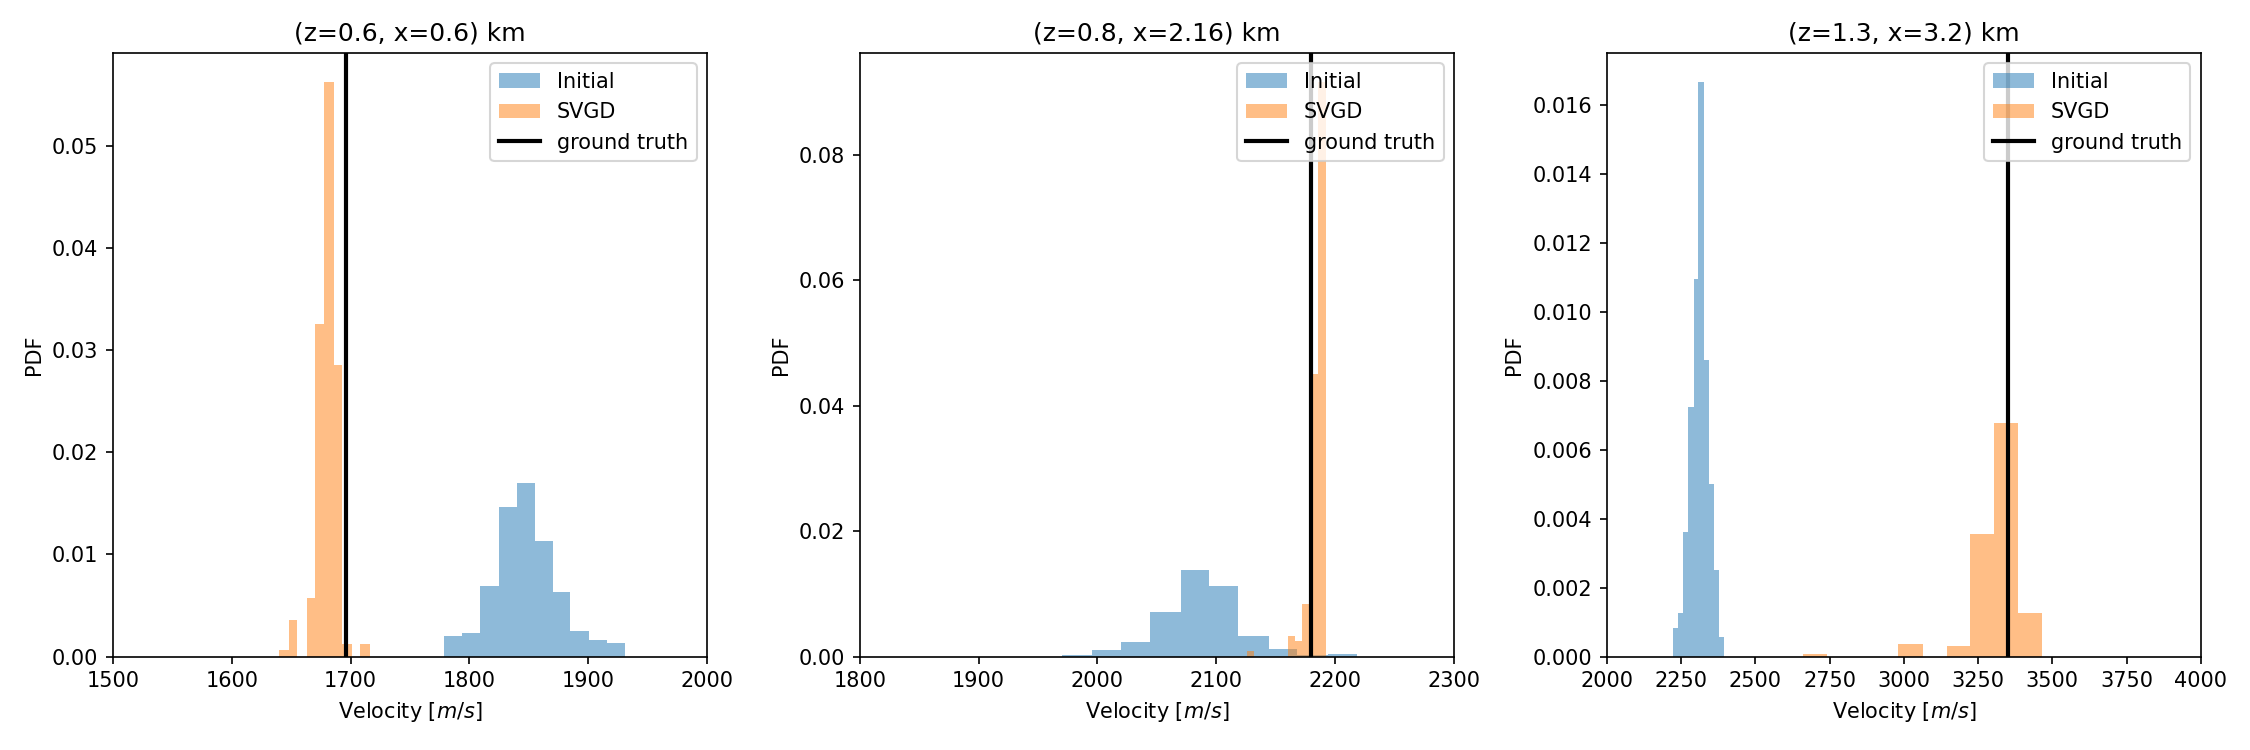 (z=0.6, x=0.6) km
Initial
SVGD
ground truth
0.05
0.04
0.03
0.02
0.01
0.00
PDF
1500 1600 1700 1800 1900 2000
Velocity [m/s]
(z=0.8, x=2.16) km
Initial
SVGD
ground truth
0.08
0.06
0.04
0.02
0.00
PDF
1800 1900 2000 2100 2200 2300
Velocity [m/s]
(z=1.3, x=3.2) km
Initial
SVGD
ground truth
0.016
0.014
0.012
0.010
0.008
0.006
0.004
0.002
0.000
PDF
2000 2250 2500 2750 3000 3250 3500 3750 4000
Velocity [m/s]